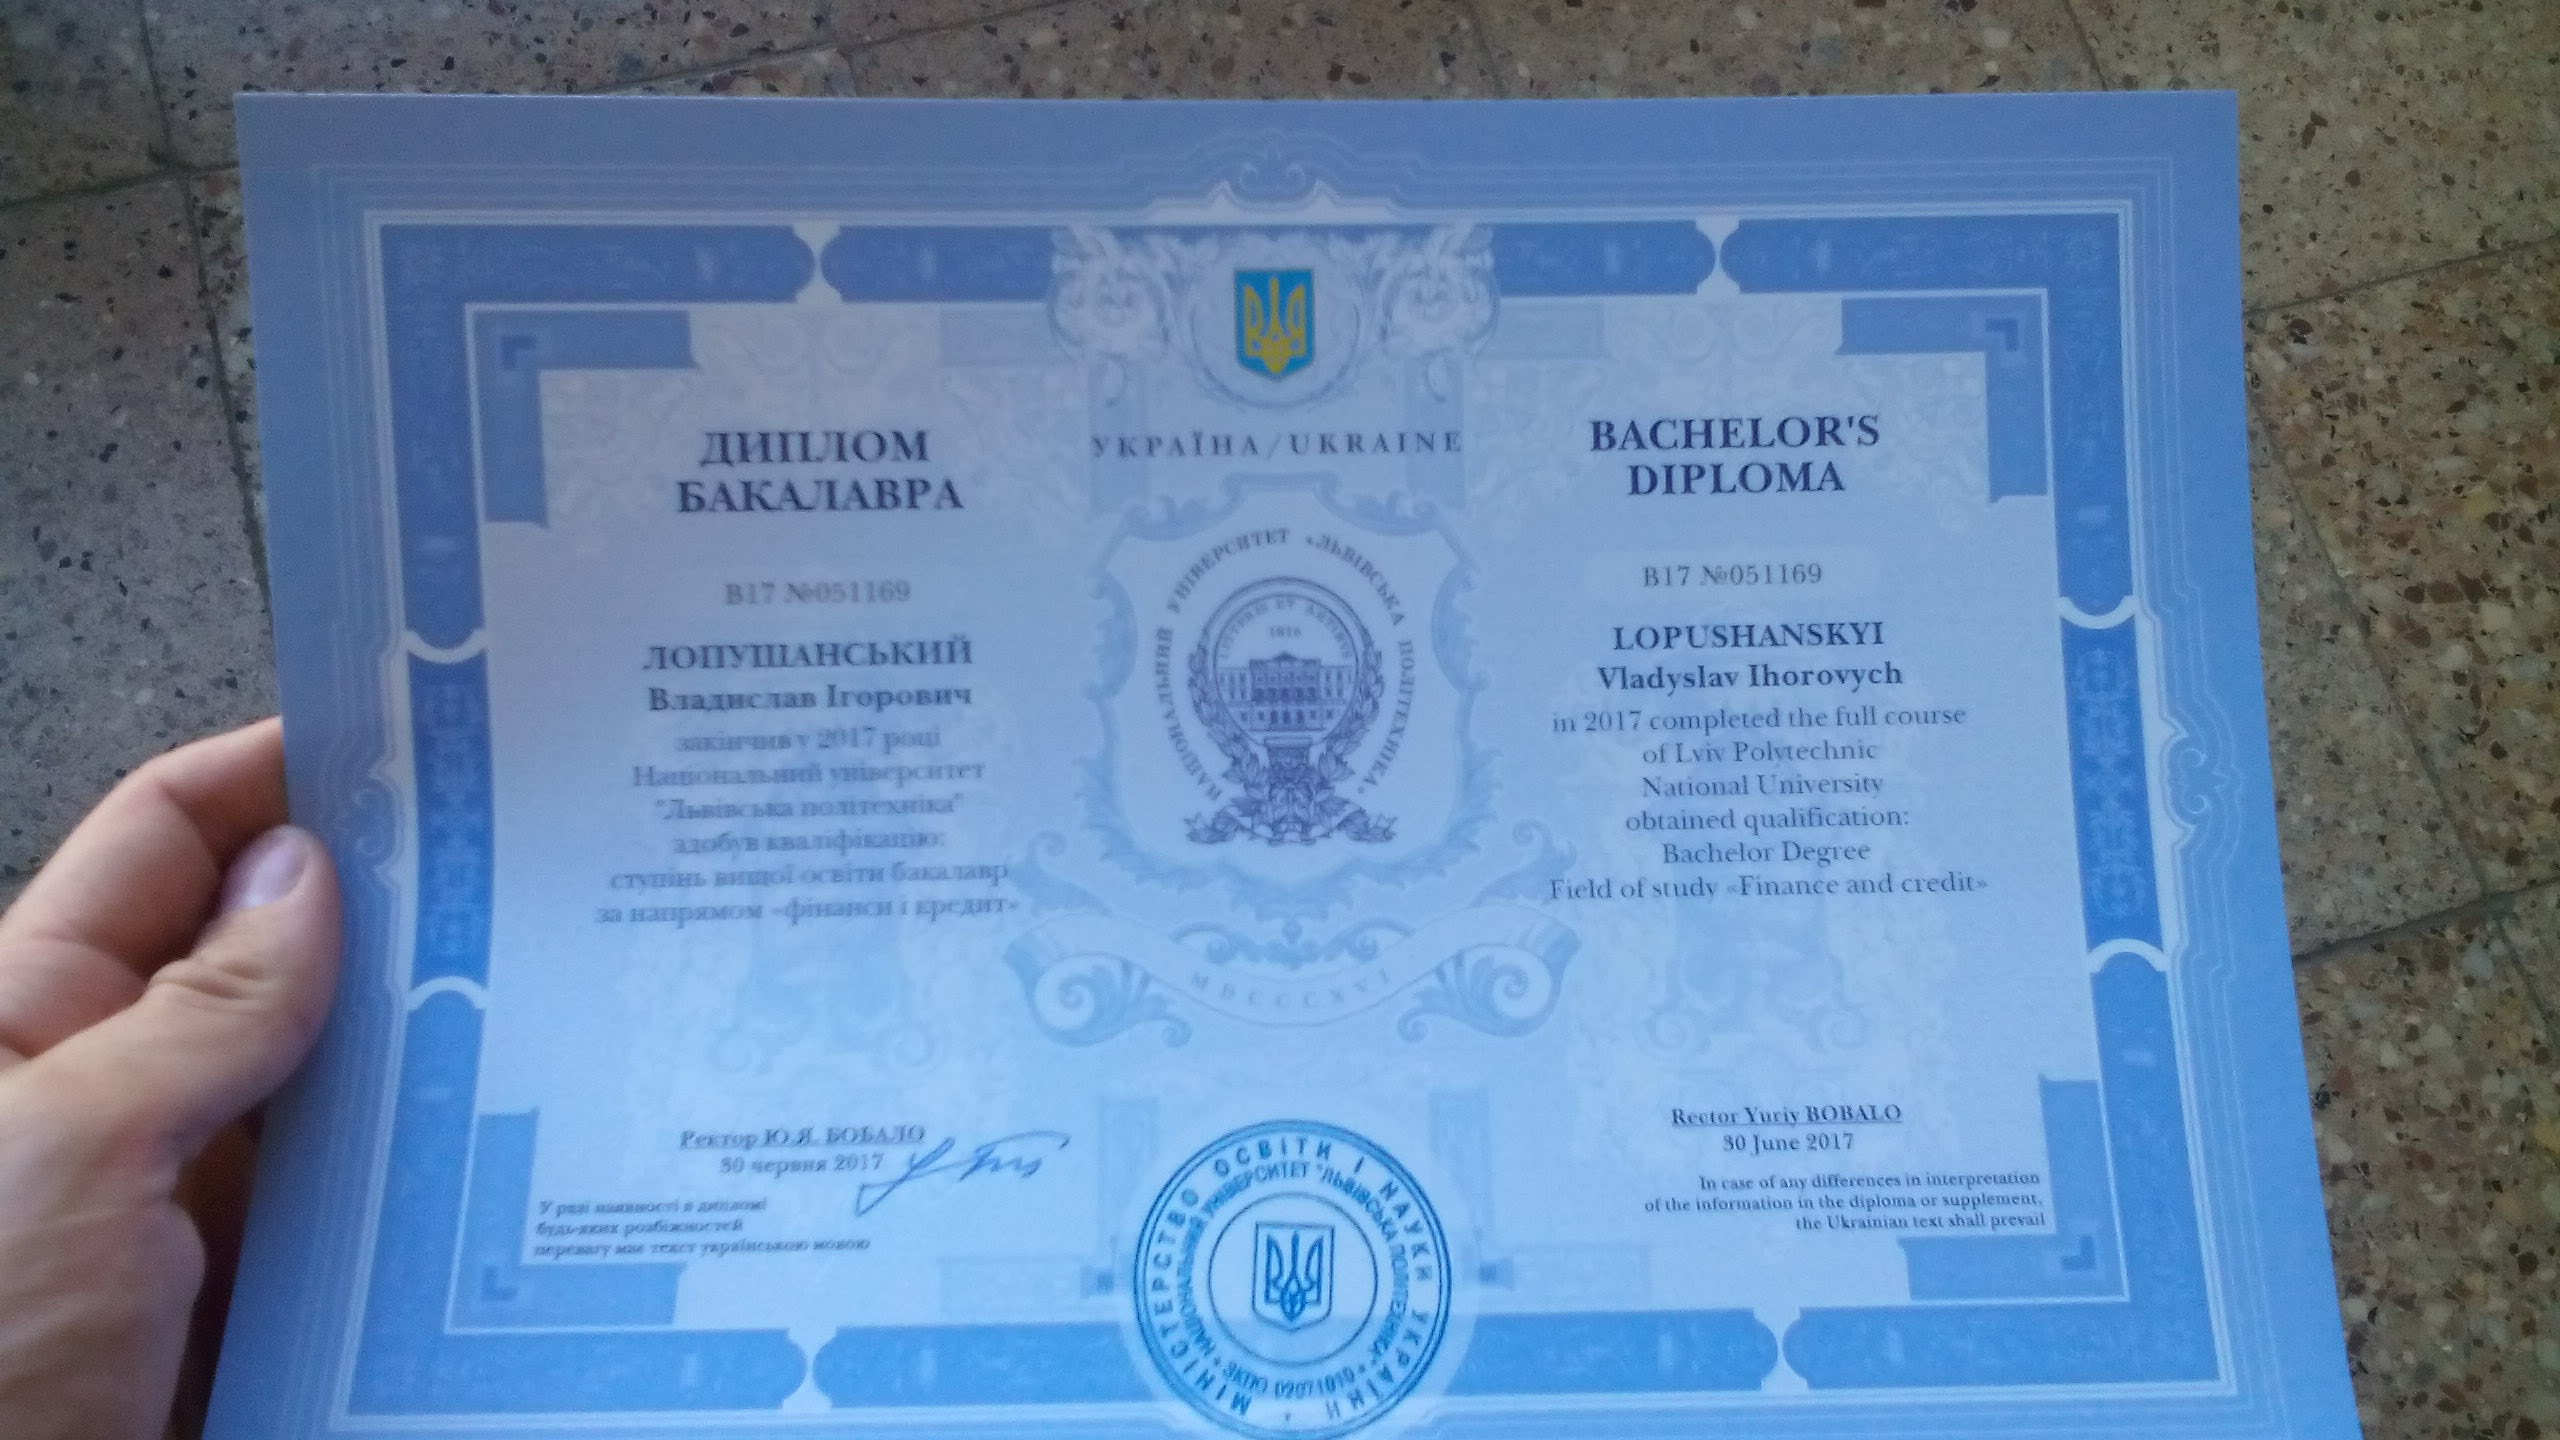 ДИПЛОМ
БАКАЛАВРА
В17 №051169
ЛОПУШАНСЬКИЙ
Владислав Ігорович
закінчив у 2017 році
Національний університет
"Львівська політехніка"
здобув кваліфікацію:
ступінь вищої освіти бакалавр
за напрямом «фінанси і кредит»
Ректор Ю.Я. БОБАЛО
30 червня 2017
У разі наявності в дипломі
будь-яких розбіжностей
перевагу має текст українською мовою
УКРАЇНА/UKRAINE
НАЦІОНАЛЬНИЙ УНІВЕРСИТЕТ «ЛЬВІВСЬКА ПОЛІТЕХНІКА»
LITTERIS ET ARTIBUS
1816
MDCCCXVI
МІНІСТЕРСТВО ОСВІТИ І НАУКИ УКРАЇНИ
НАЦІОНАЛЬНИЙ УНІВЕРСИТЕТ "ЛЬВІВСЬКА ПОЛІТЕХНІКА"
02071010
BACHELOR'S
DIPLOMA
B17 №051169
LOPUSHANSKYI
Vladyslav Ihorovych
in 2017 completed the full course
of Lviv Polytechnic
National University
obtained qualification:
Bachelor Degree
Field of study «Finance and credit»
Rector Yuriy BOBALO
30 June 2017
In case of any differences in interpretation
of the information in the diploma or supplement,
the Ukrainian text shall prevail